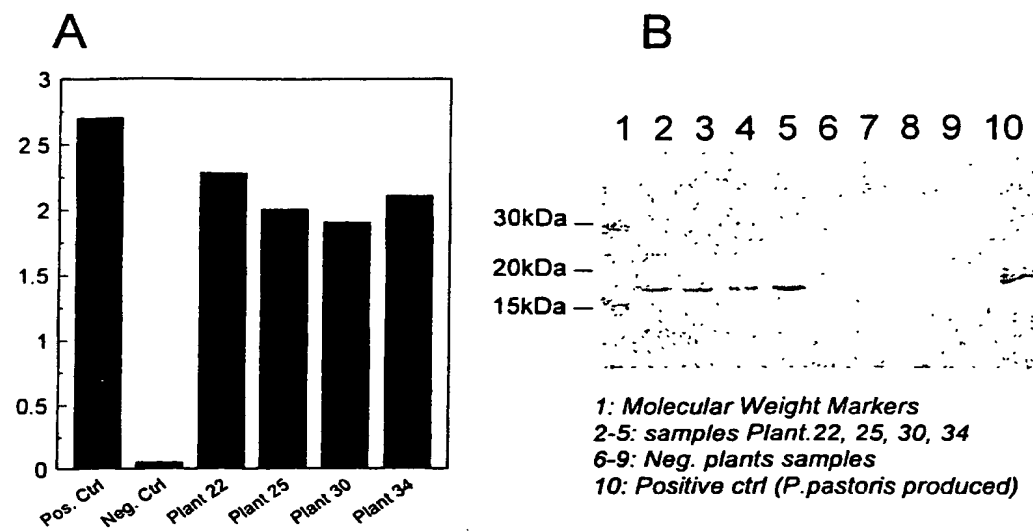 A
3
2 5
2
1.5
1
0.5
0
Pos. Ctrl
Neg. Ctrl
Plant 22
Plant 25
Plant 30
Plant 34
B
1 2 3 4 5 6 7 8 9 10
30kDa
20kDa
15kDa
1: Molecular Weight Markers
2-5: samples Plant.22, 25, 30, 34
6-9: Neg. plants samples
10: Positive ctrl (P.pastoris produced)